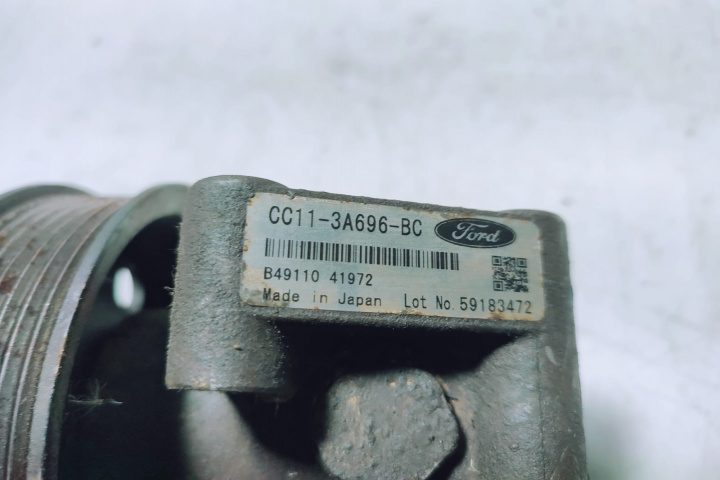 CC11-3A696-BC Ford
B49110 41972
Made in Japan Lot No.59183472